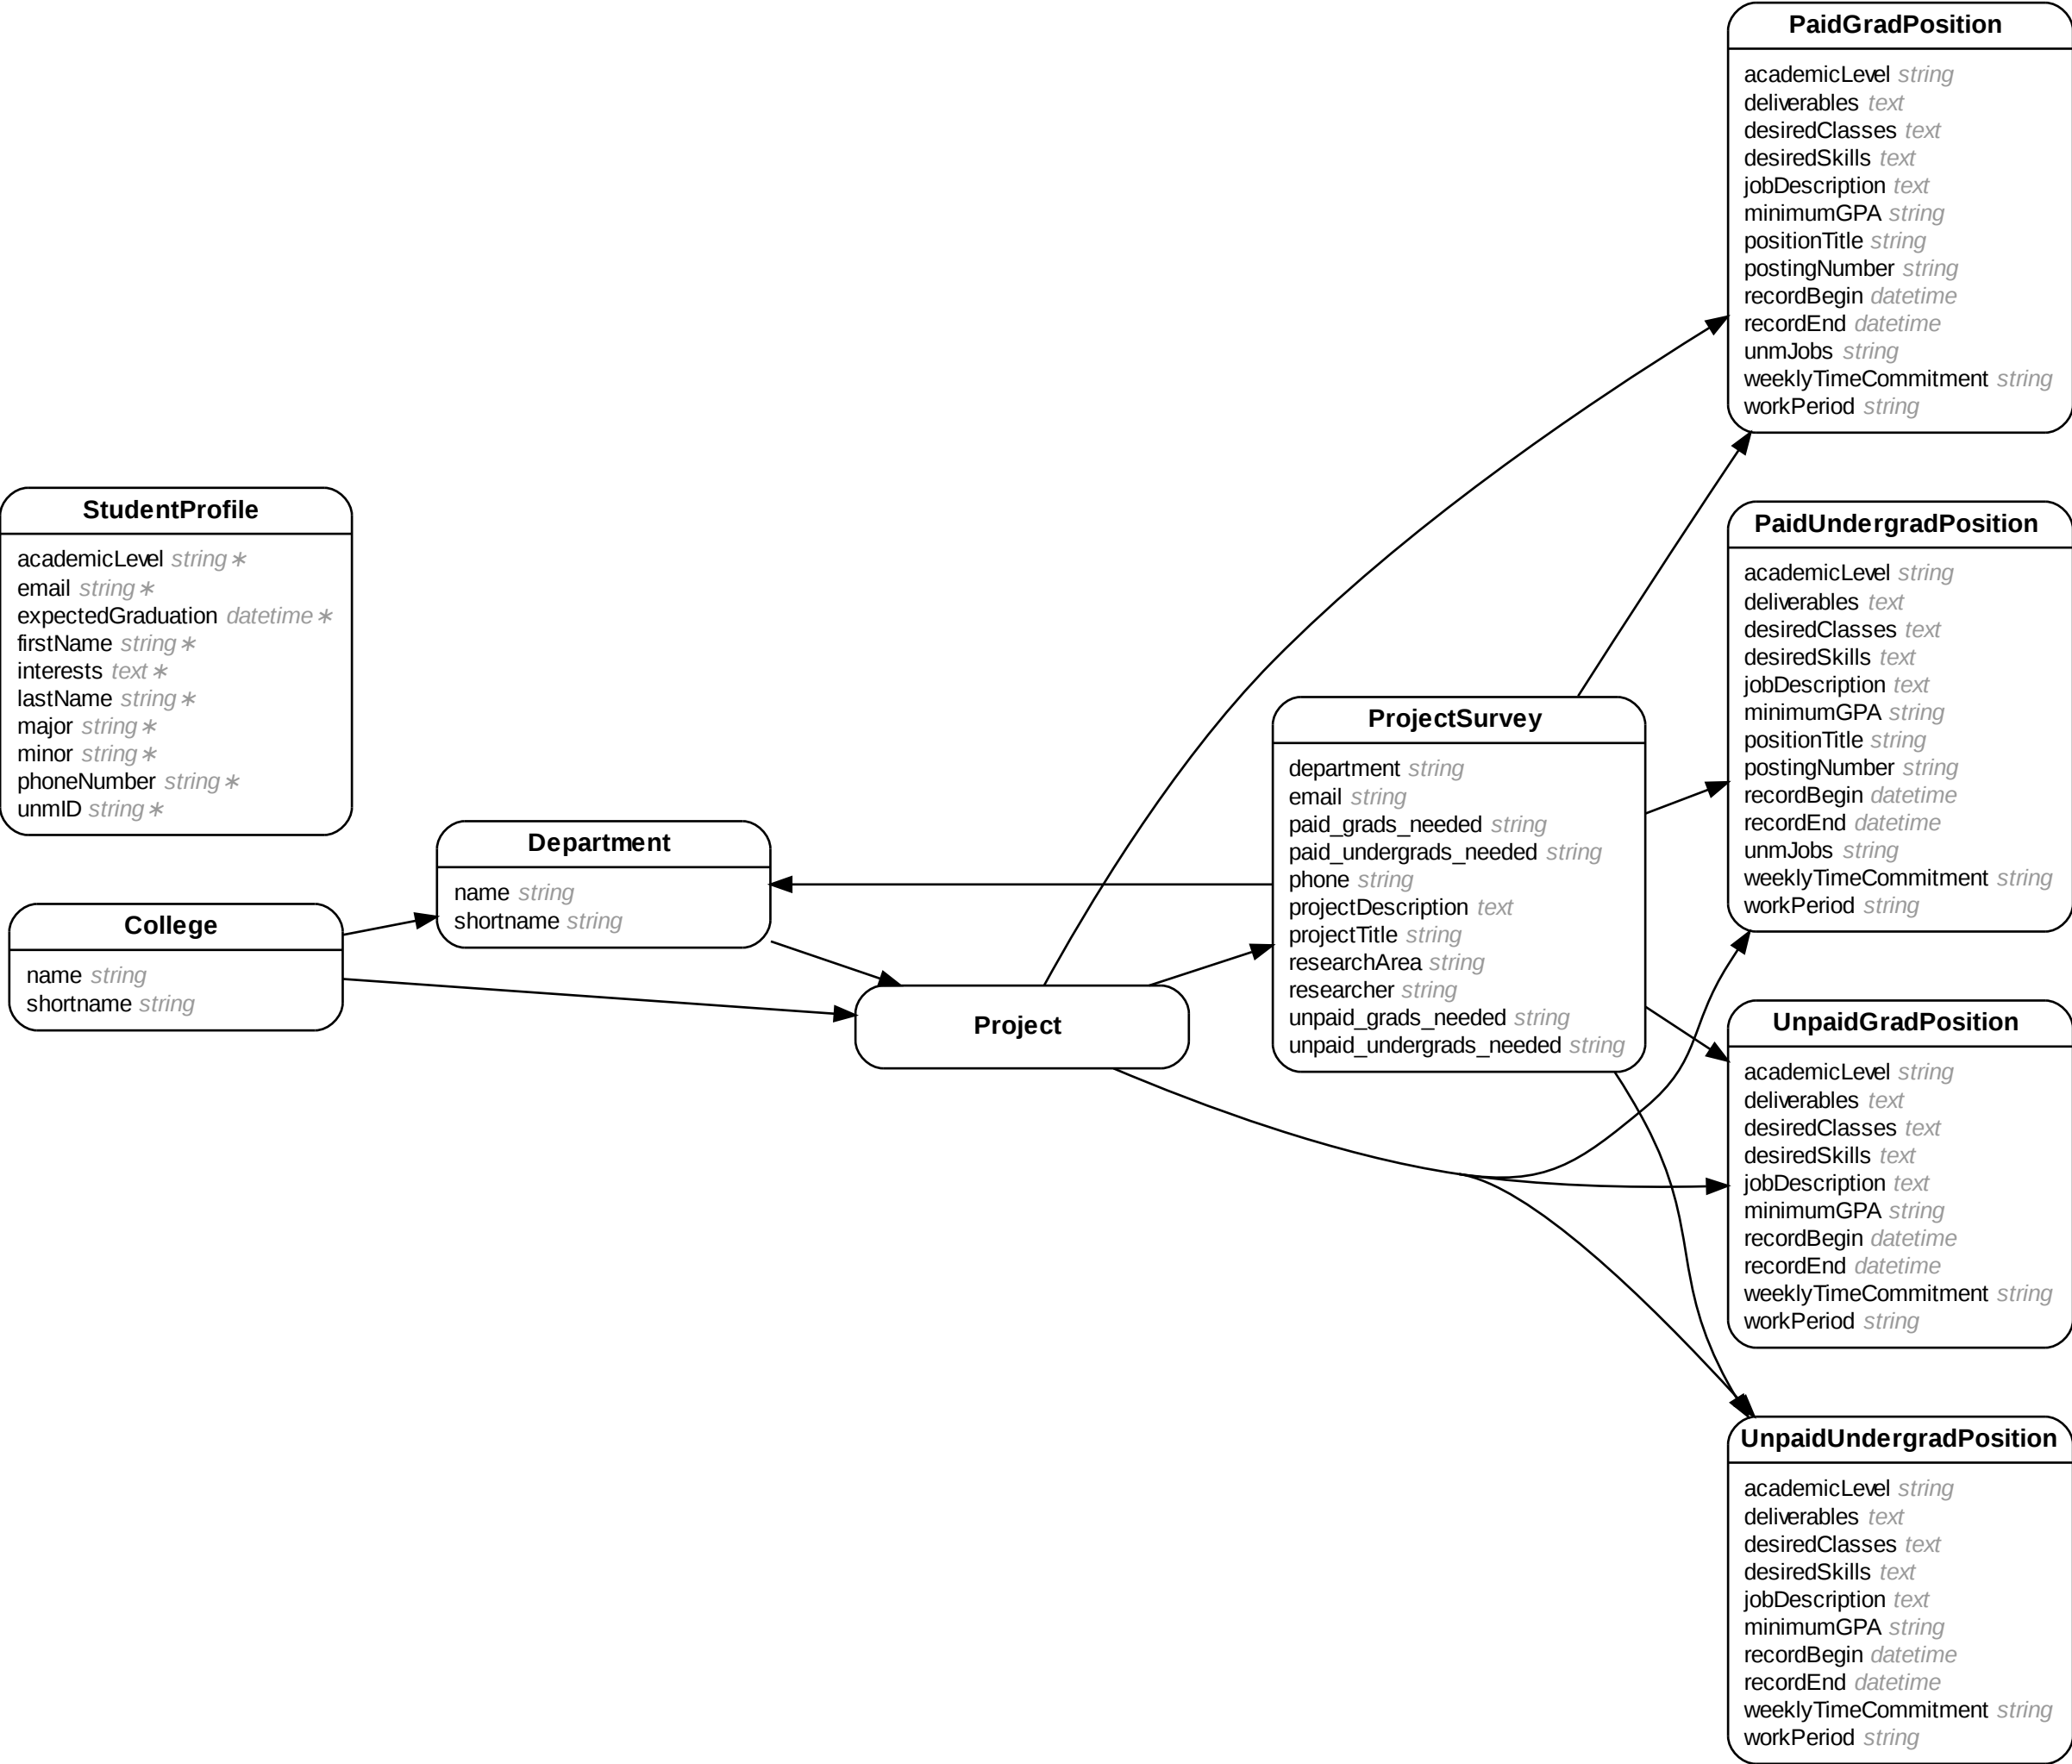 PaidGradPosition
academicLevel string
deliverables text
desiredClasses text
desiredSkills text
jobDescription text
minimumGPA string
positionTitle string
postingNumber string
recordBegin datetime
recordEnd datetime
unmJobs string
weeklyTimeCommitment string
workPeriod string
StudentProfile
academicLevel string∗
email string∗
expectedGraduation datetime∗
firstName string∗
interests text∗
lastName string∗
major string∗
minor string∗
phoneNumber string∗
unmID string∗
PaidUndergradPosition
academicLevel string
deliverables text
desiredClasses text
desiredSkills text
jobDescription text
minimumGPA string
positionTitle string
postingNumber string
recordBegin datetime
recordEnd datetime
unmJobs string
weeklyTimeCommitment string
workPeriod string
ProjectSurvey
department string
email string
paid_grads_needed string
paid_undergrads_needed string
phone string
projectDescription text
projectTitle string
researchArea string
researcher string
unpaid_grads_needed string
unpaid_undergrads_needed string
Department
name string
shortname string
College
name string
shortname string
Project
UnpaidGradPosition
academicLevel string
deliverables text
desiredClasses text
desiredSkills text
jobDescription text
minimumGPA string
recordBegin datetime
recordEnd datetime
weeklyTimeCommitment string
workPeriod string
UnpaidUndergradPosition
academicLevel string
deliverables text
desiredClasses text
desiredSkills text
jobDescription text
minimumGPA string
recordBegin datetime
recordEnd datetime
weeklyTimeCommitment string
workPeriod string